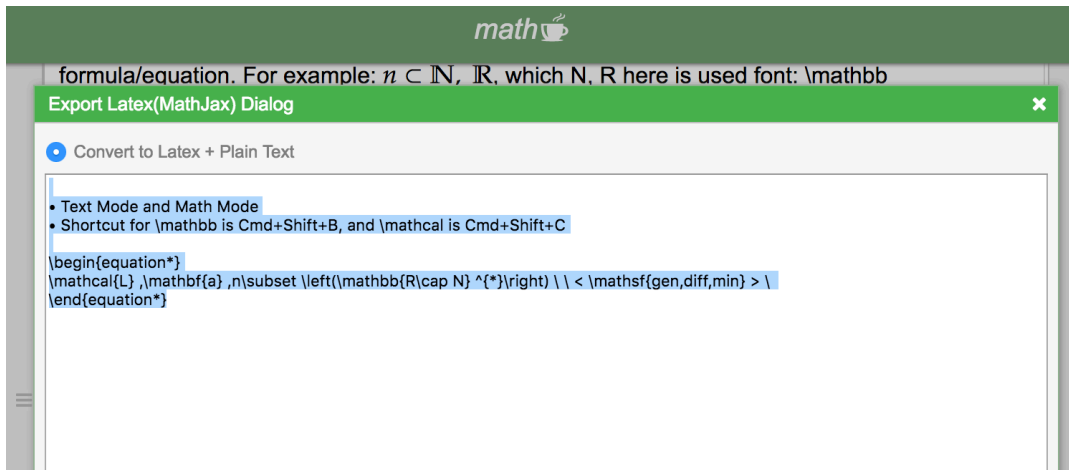 math
formula/equation. For example: n ⊂ ℕ, ℝ, which N, R here is used font: \mathbb
Export Latex(MathJax) Dialog
Convert to Latex + Plain Text
• Text Mode and Math Mode
• Shortcut for \mathbb is Cmd+Shift+B, and \mathcal is Cmd+Shift+C
\begin{equation*}
\mathcal{L} ,\mathbf{a} ,n\subset \left(\mathbb{R\cap N} ^{*}\right) \ \ < \mathsf{gen,diff,min} > \
\end{equation*}